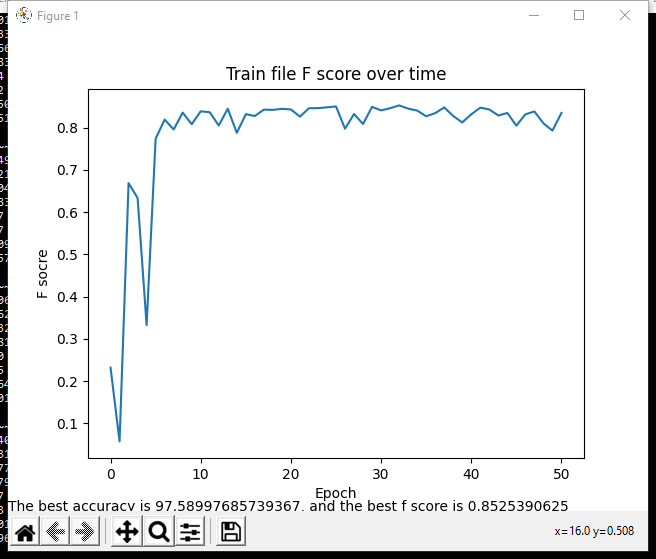 Figure 1
Train file F score over time
0.8
0.7
0.6
0.5
0.4
0.3
0.2
0.1
F socre
0 10 20 30 40 50
Epoch
The best accuracy is 97.58997685739367, and the best f score is 0.8525390625
x=16.0 y=0.508